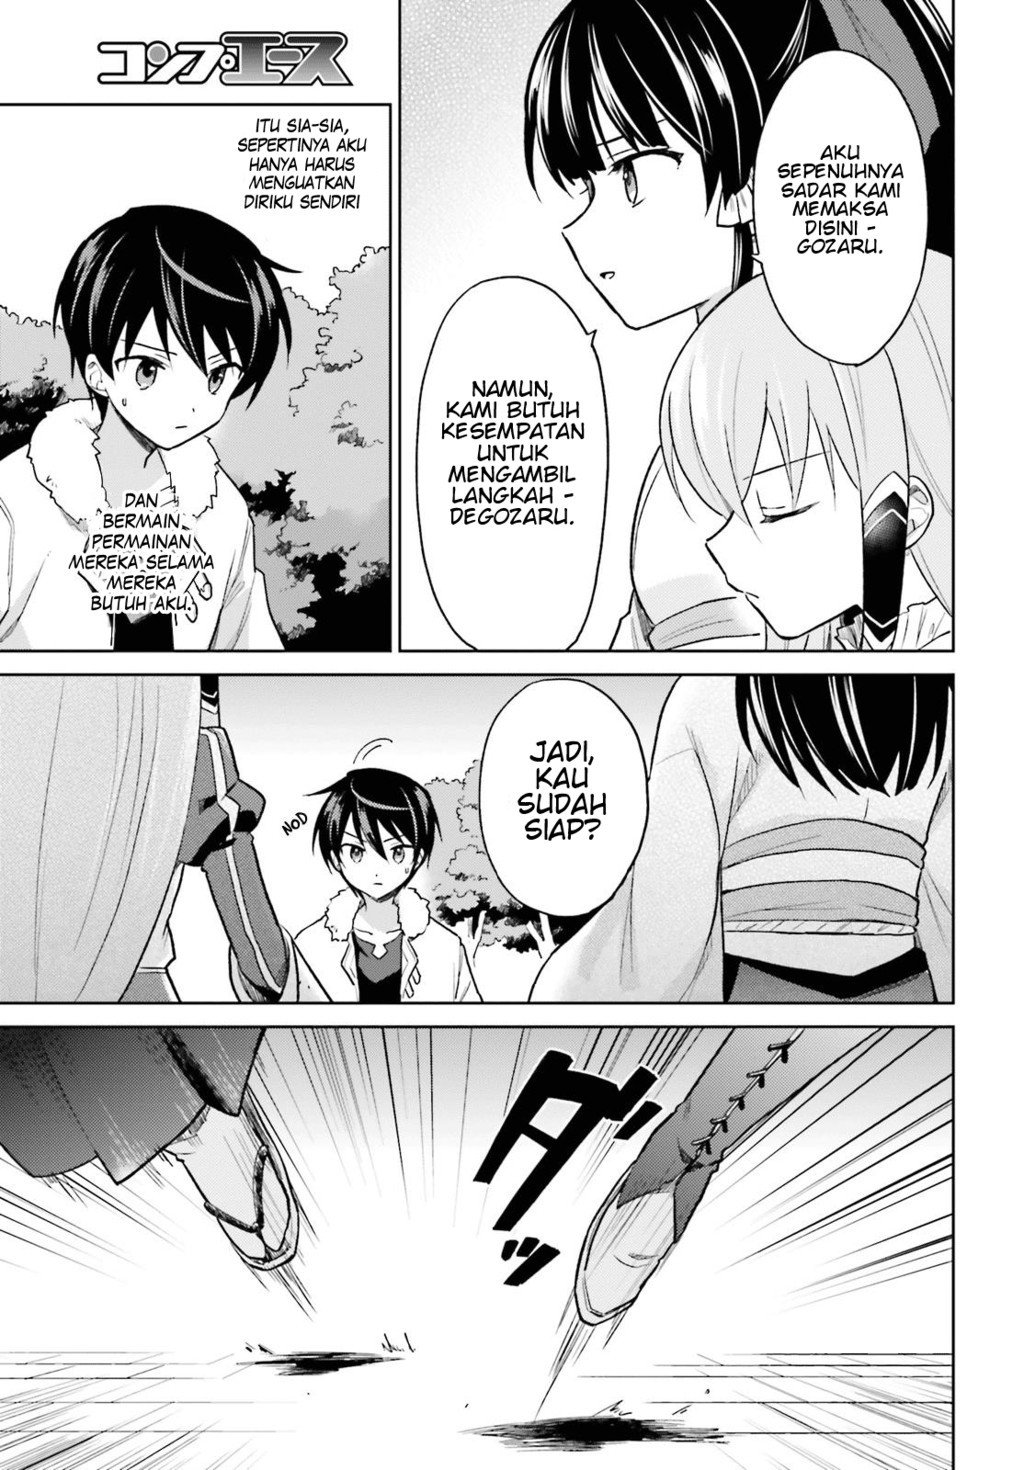 コンプエース
AKU
SEPENUHNYA
SADAR KAMI
MEMAKSA
DISINI -
GOZARU.
NAMUN,
KAMI BUTUH
KESEMPATAN
UNTUK
MENGAMBIL
LANGKAH -
DEGOZARU.
ITU SIA-SIA,
SEPERTINYA AKU
HANYA HARUS
MENGUATKAN
DIRIKU SENDIRI
DAN
BERMAIN
PERMAINAN
MEREKA SELAMA
MEREKA
BUTUH AKU.
JADI,
KAU
SUDAH
SIAP?
NOD
ダッ